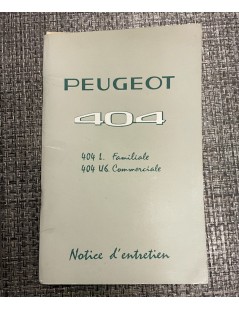 PEUGEOT
404
404 L. Familiale
404 U6. Commerciale
Notice d'entretien